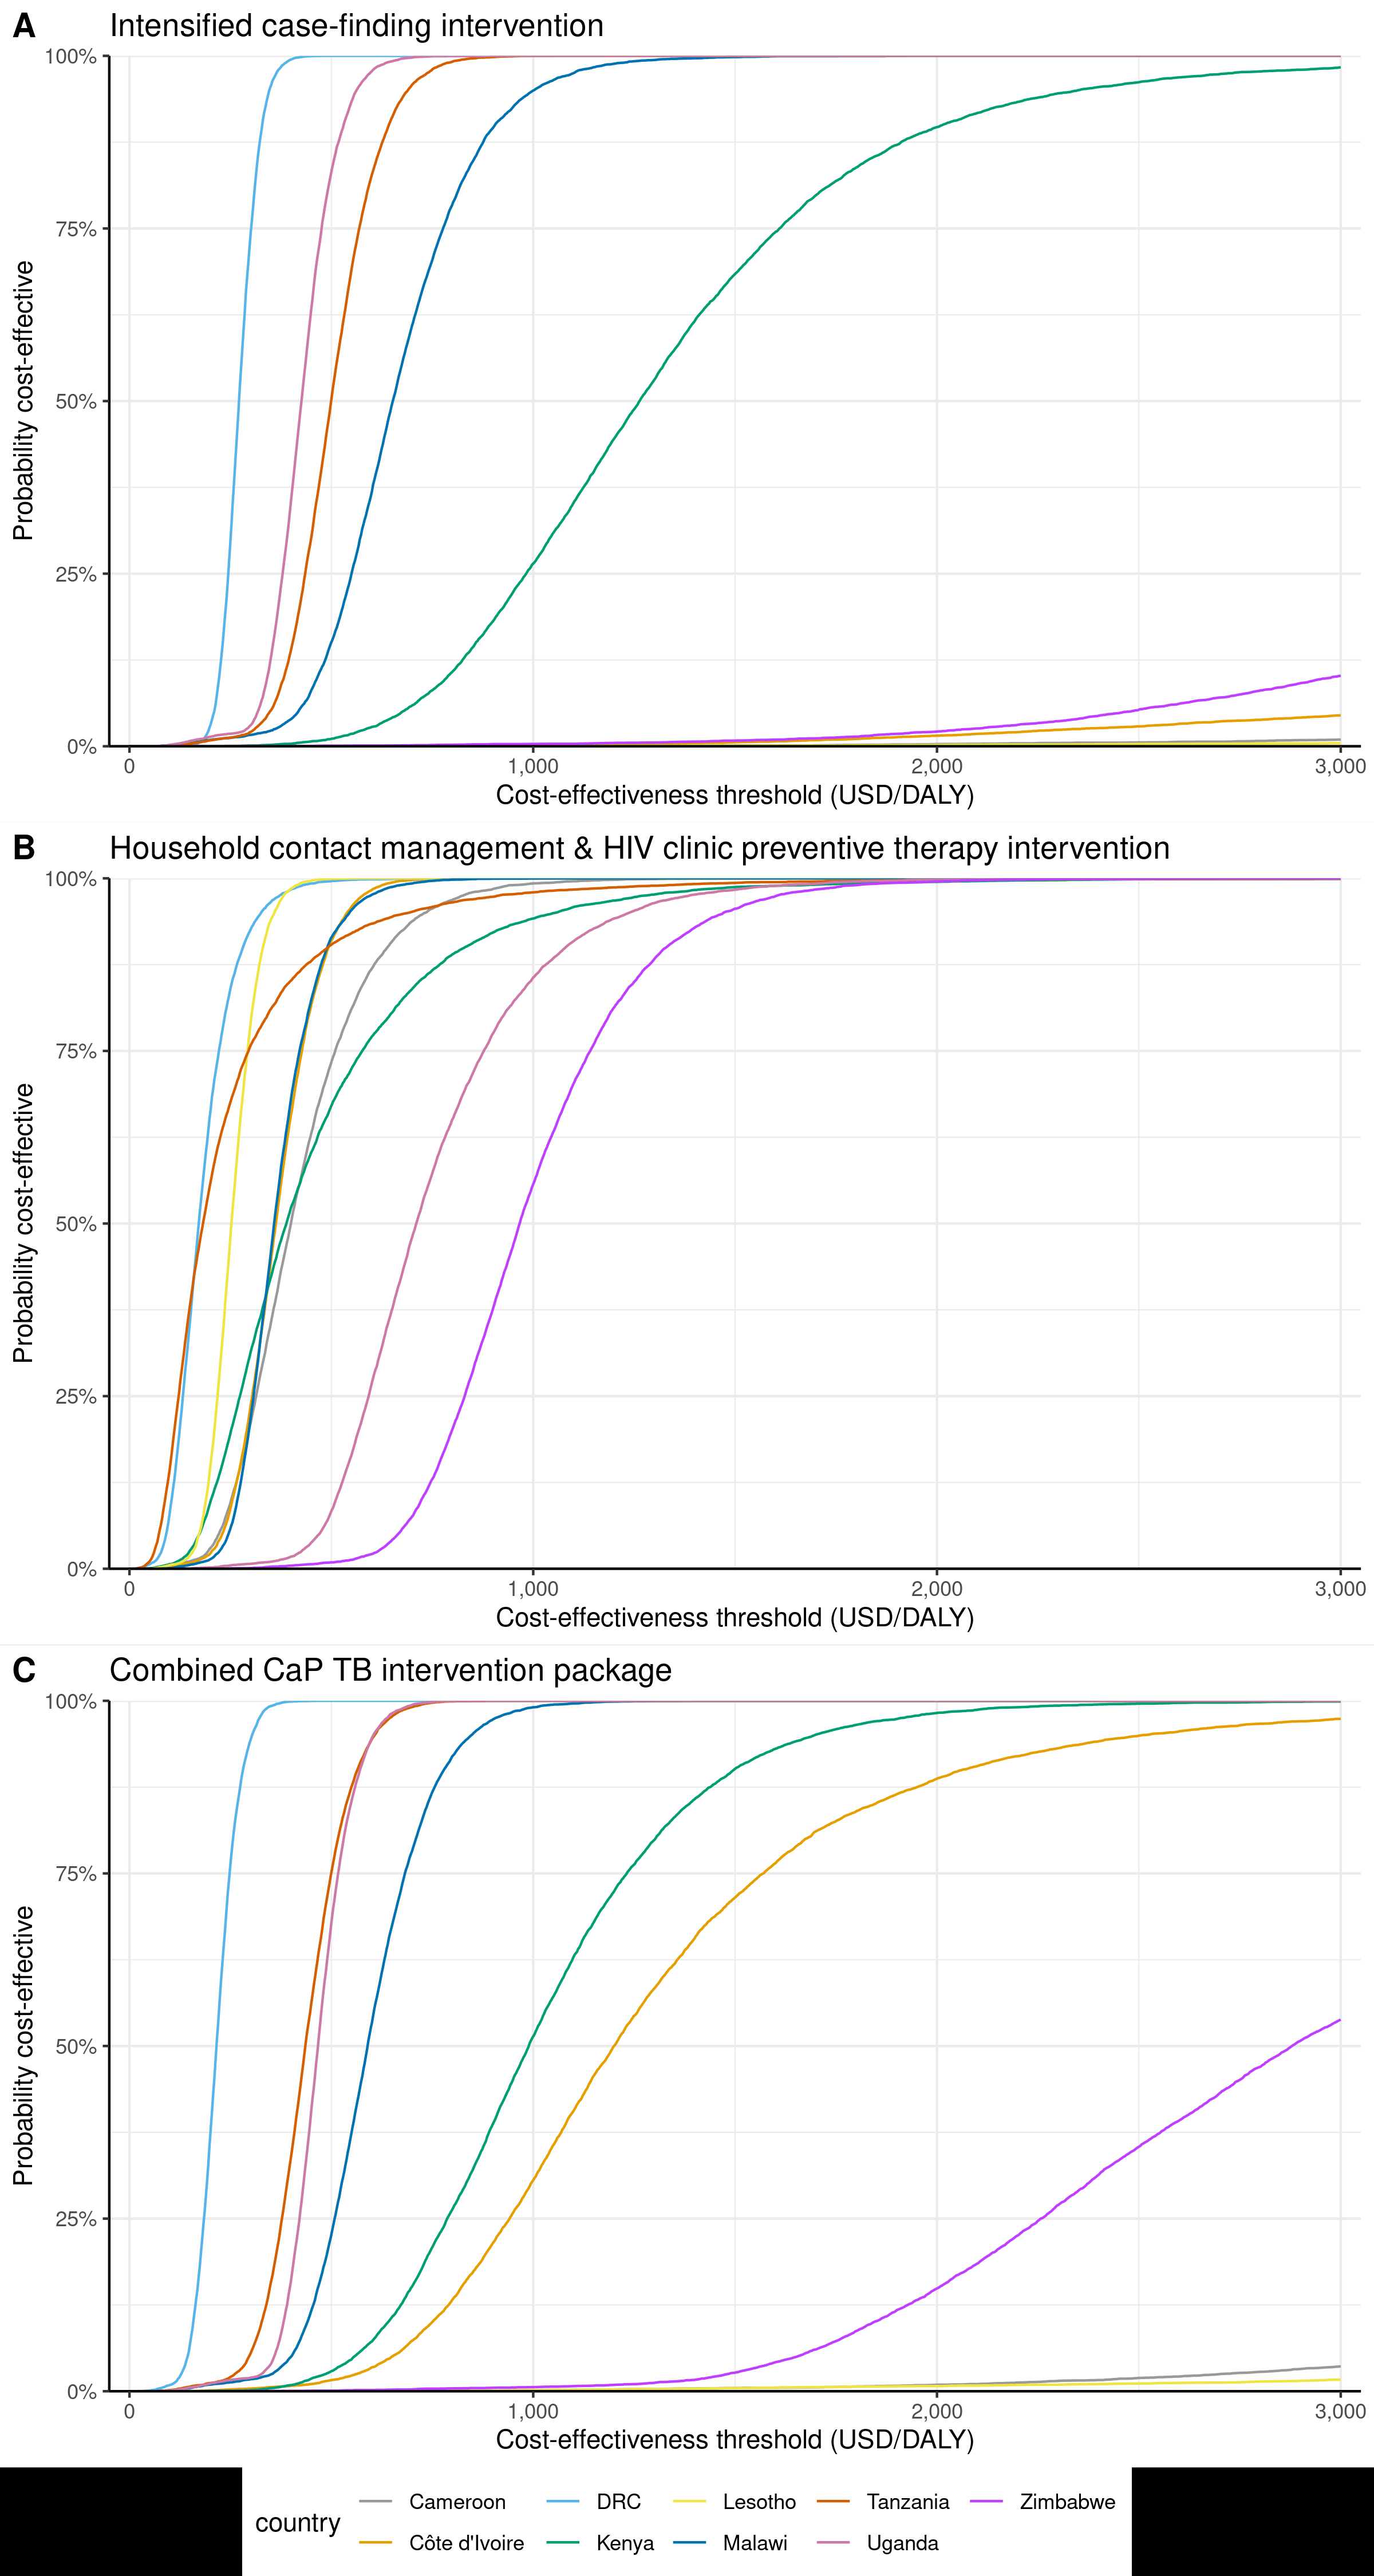 A Intensified case-finding intervention
100%
75%
50%
25%
0%
Probability cost-effective
0 1,000 2,000 3,000
Cost-effectiveness threshold (USD/DALY)
B Household contact management & HIV clinic preventive therapy intervention
100%
75%
50%
25%
0%
Probability cost-effective
0 1,000 2,000 3,000
Cost-effectiveness threshold (USD/DALY)
C Combined CaP TB intervention package
100%
75%
50%
25%
0%
Probability cost-effective
0 1,000 2,000 3,000
Cost-effectiveness threshold (USD/DALY)
country
Cameroon DRC Lesotho Tanzania Zimbabwe
Côte d'Ivoire Kenya Malawi Uganda